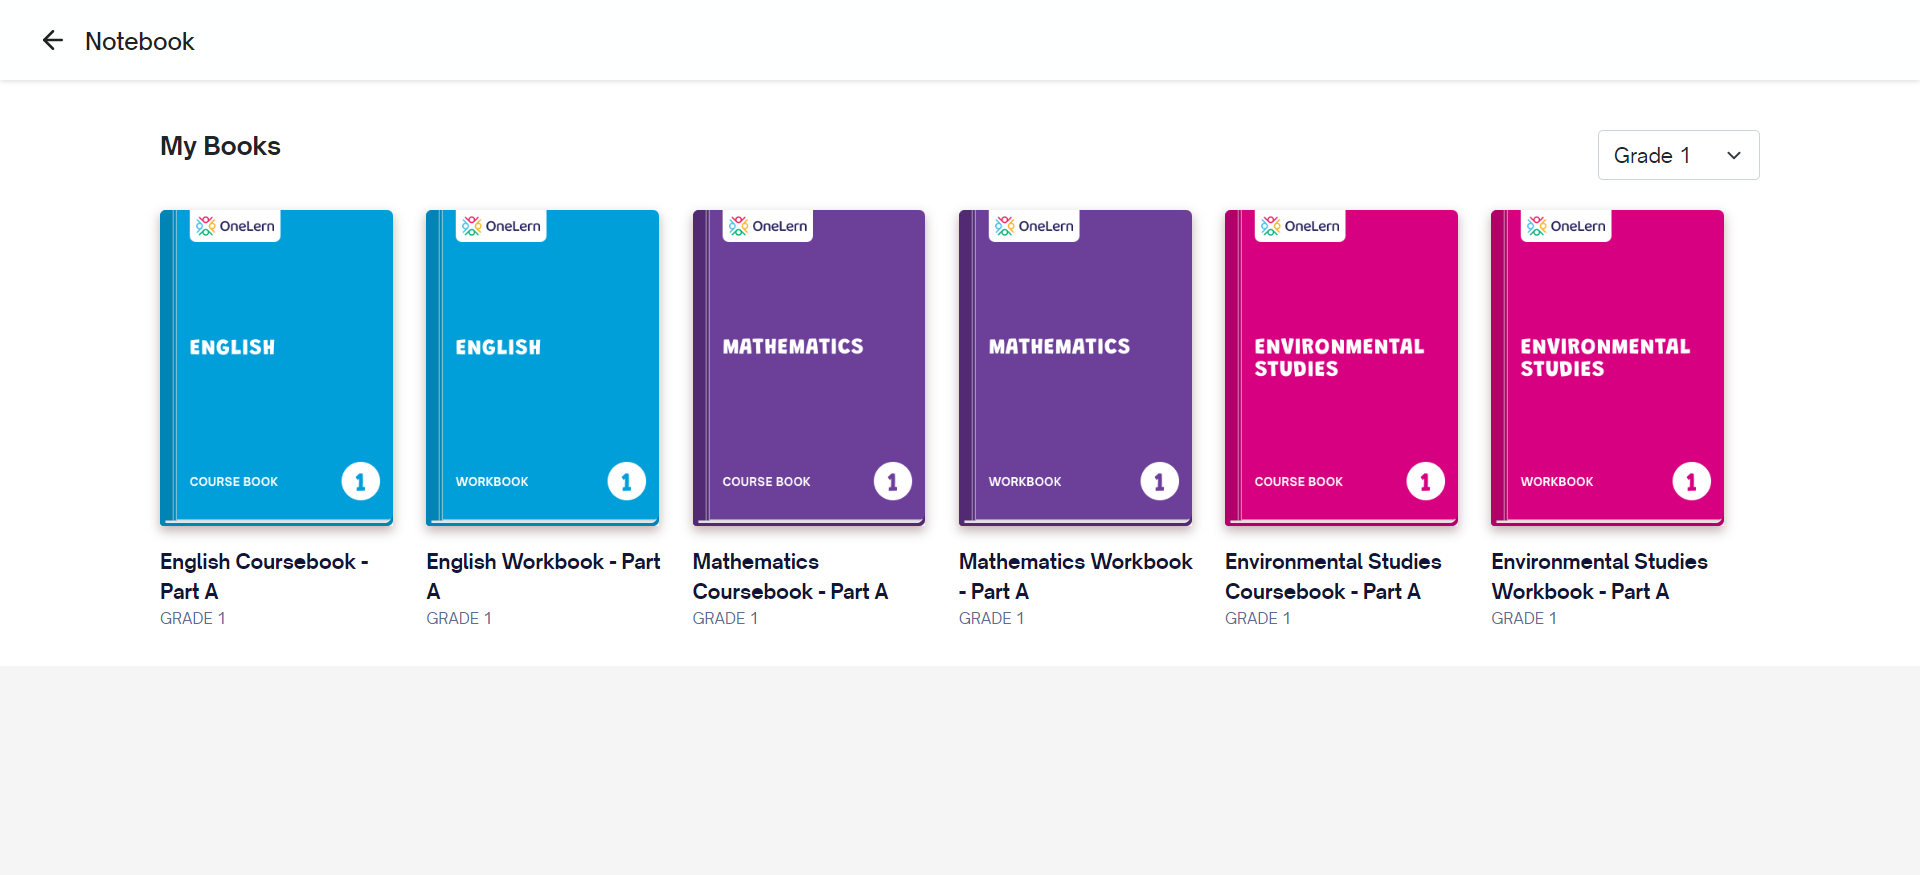 Notebook
My Books
Grade 1
OneLern
ENGLISH
COURSE BOOK
1
English Coursebook -
Part A
GRADE 1
OneLern
ENGLISH
WORKBOOK
1
English Workbook - Part
A
GRADE 1
OneLern
MATHEMATICS
COURSE BOOK
1
Mathematics
Coursebook - Part A
GRADE 1
OneLern
MATHEMATICS
WORKBOOK
1
Mathematics Workbook
- Part A
GRADE 1
OneLern
ENVIRONMENTAL
STUDIES
COURSE BOOK
1
Environmental Studies
Coursebook - Part A
GRADE 1
OneLern
ENVIRONMENTAL
STUDIES
WORKBOOK
1
Environmental Studies
Workbook - Part A
GRADE 1